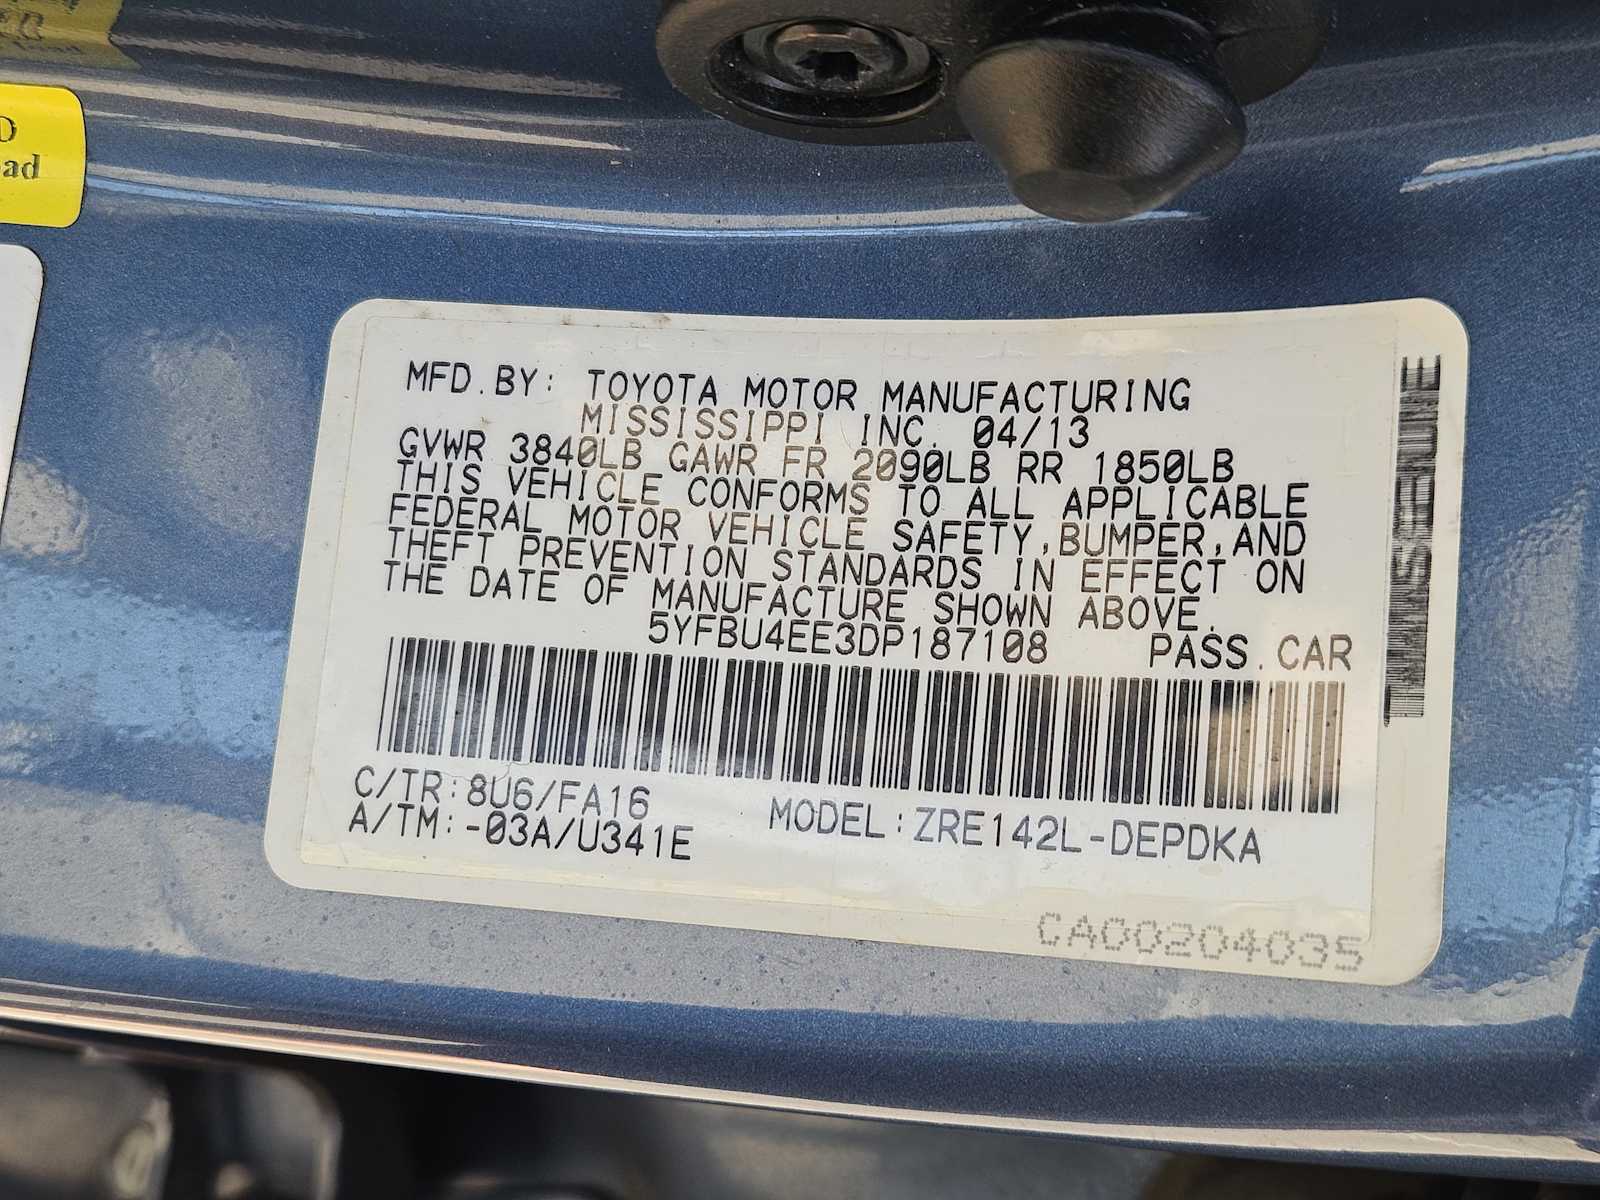 D
ad
MFD.BY: TOYOTA MOTOR MANUFACTURING
MISSISSIPPI INC. 04/13
GVWR 3840LB GAWR FR 2090LB RR 1850LB
THIS VEHICLE CONFORMS TO ALL APPLICABLE
FEDERAL MOTOR VEHICLE SAFETY,BUMPER,AND
THEFT PREVENTION STANDARDS IN EFFECT ON
THE DATE OF MANUFACTURE SHOWN ABOVE.
5YFBU4EE3DP187108 PASS.CAR
C/TR:8U6/FA16
A/TM:-03A/U341E
MODEL:ZRE142L-DEPDKA
CA00204035